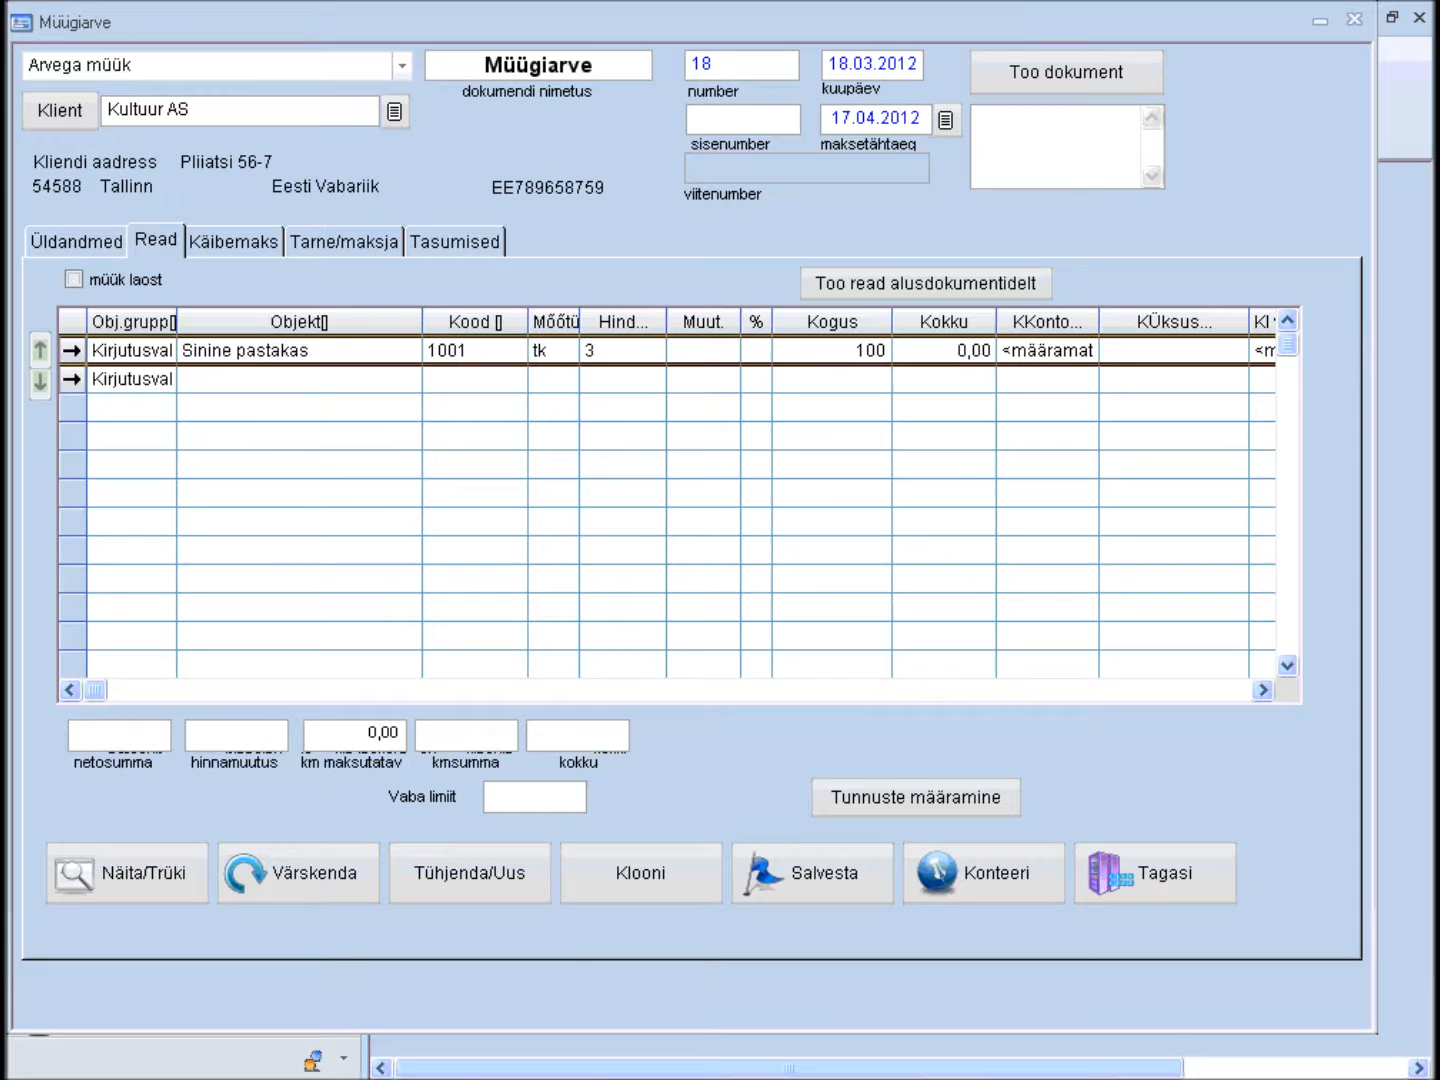 Müügiarve
Arvega müük
Müügiarve
18
18.03.2012
Too dokument
dokumendi nimetus
number
kuupäev
Klient
Kultuur AS
17.04.2012
sisenumber
maksetähtaeg
Kliendi aadress Pliiatsi 56-7
54588 Tallinn Eesti Vabariik EE789658759
viitenumber
Üldandmed Read Käibemaks Tarne/maksja Tasumised
müük laost
Too read alusdokumentidelt
Obj.grupp[] Objekt[] Kood [] Mõõtü Hind... Muut. % Kogus Kokku KKonto... KÜksus...
Kirjutusval Sinine pastakas 1001 tk 3 100 0,00 <määramat <m
Kirjutusval
0,00
netosumma hinnamuutus km maksutatav kmsumma kokku
Vaba limiit
Tunnuste määramine
Näita/Trüki Värskenda Tühjenda/Uus Klooni Salvesta Konteeri Tagasi